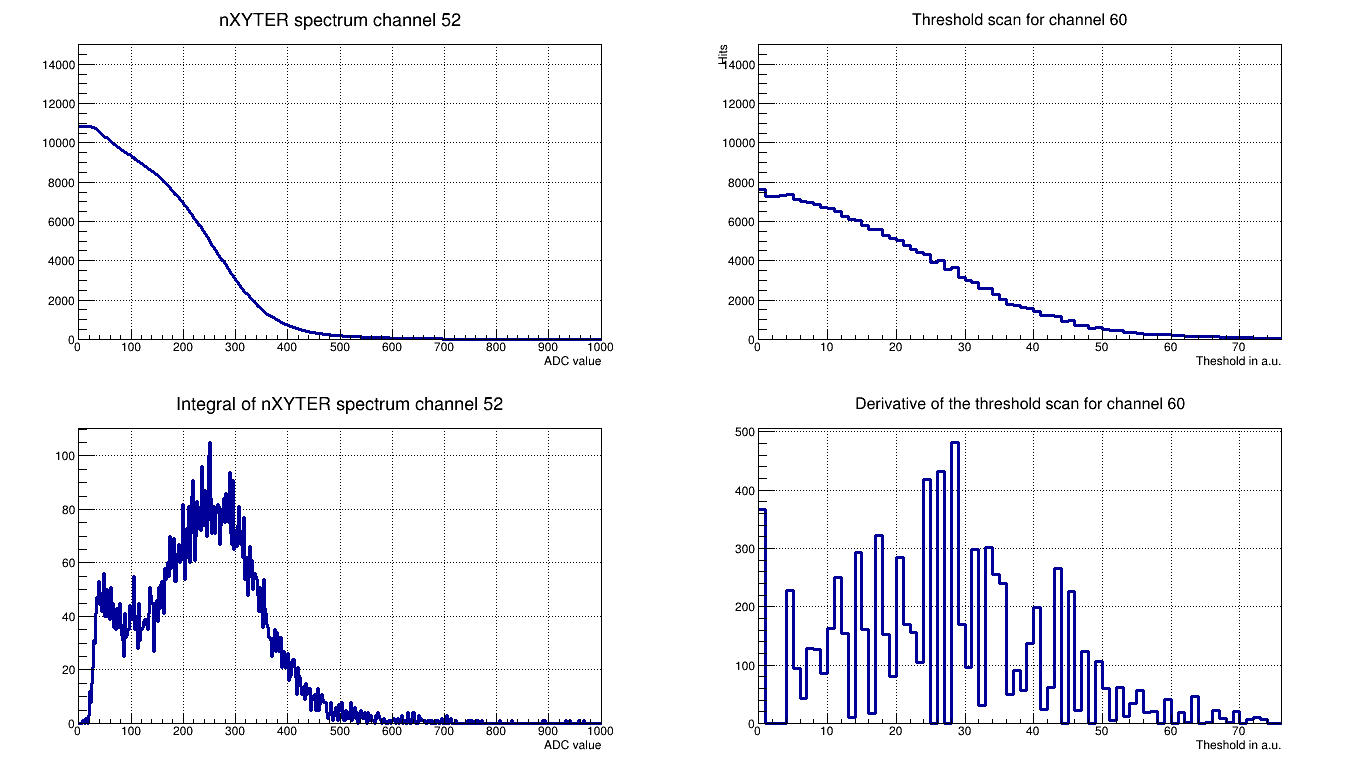 nXYTER spectrum channel 52
14000
12000
10000
8000
6000
4000
2000
0
0 100 200 300 400 500 600 700 800 900 1000
ADC value
Threshold scan for channel 60
Hits
14000
12000
10000
8000
6000
4000
2000
0
0 10 20 30 40 50 60 70
Theshold in a.u.
Integral of nXYTER spectrum channel 52
100
80
60
40
20
0
0 100 200 300 400 500 600 700 800 900 1000
ADC value
Derivative of the threshold scan for channel 60
500
400
300
200
100
0
0 10 20 30 40 50 60 70
Theshold in a.u.